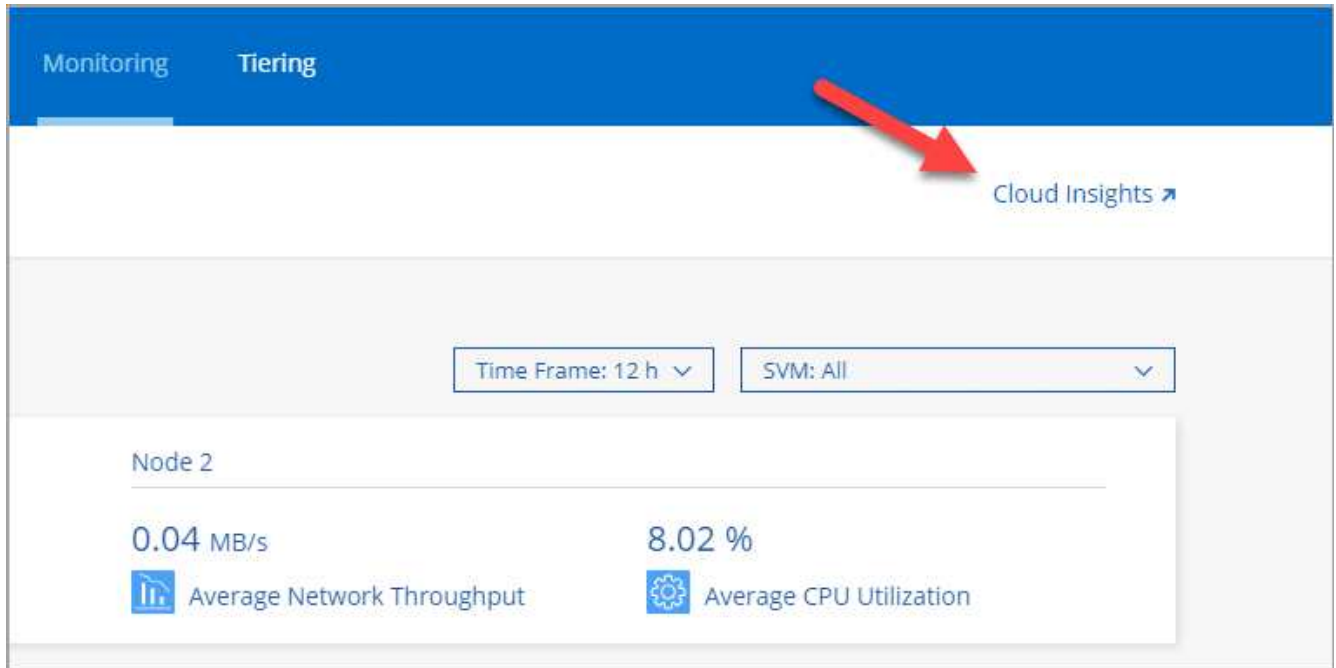 Monitoring Tiering
Cloud Insights
Time Frame: 12 h SVM: All
Node 2
0.04 MB/s 8.02 %
Average Network Throughput Average CPU Utilization